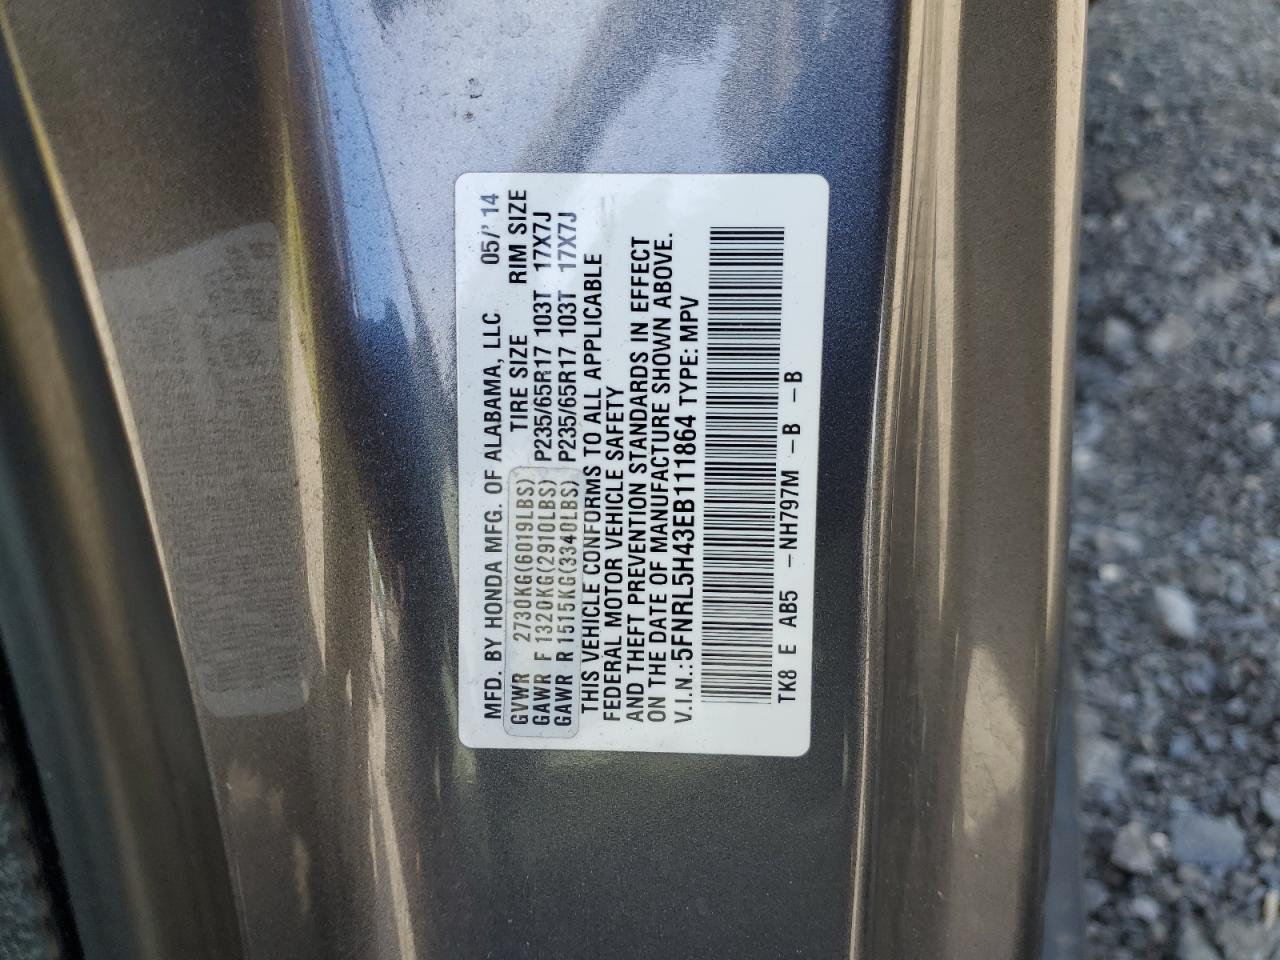 MFD. BY HONDA MFG. OF ALABAMA, LLC 05/'14
GVWR 2730KG(6019LBS) TIRE SIZE RIM SIZE
GAWR F 1320KG(2910LBS) P235/65R17 103T 17X7J
GAWR R 1515KG(3340LBS) P235/65R17 103T 17X7J
THIS VEHICLE CONFORMS TO ALL APPLICABLE
FEDERAL MOTOR VEHICLE SAFETY
AND THEFT PREVENTION STANDARDS IN EFFECT
ON THE DATE OF MANUFACTURE SHOWN ABOVE.
V.I.N.:5FNRL5H43EB111864 TYPE: MPV
TK8 E AB5 -NH797M -B -B